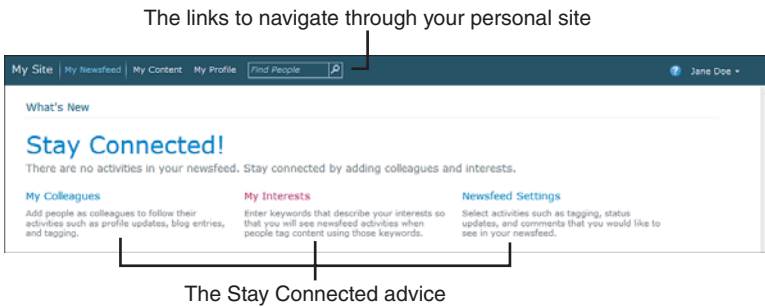 The links to navigate through your personal site
My Site My Newsfeed My Content My Profile Find People Jane Doe
What's New
Stay Connected!
There are no activities in your newsfeed. Stay connected by adding colleagues and interests.
My Colleagues My Interests Newsfeed Settings
Add people as colleagues to follow their Enter keywords that describe your interests so Select activities such as tagging, status
activities such as profile updates, blog entries, that you will see newsfeed activities when updates, and comments that you would like to
and tagging. people tag content using those keywords. see in your newsfeed.
The Stay Connected advice